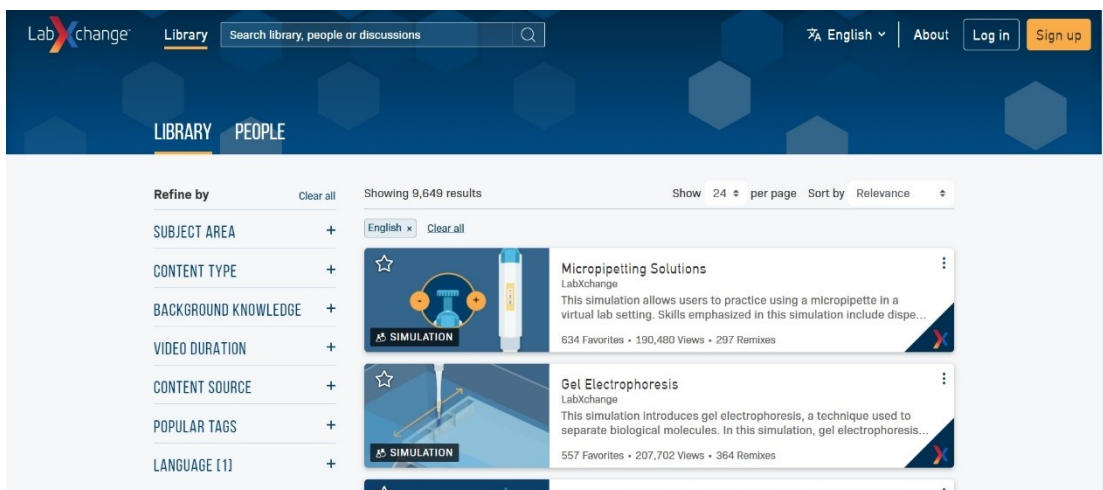 LabXchange
Library
Search library, people or discussions
English
About
Log in
Sign up
LIBRARY PEOPLE
Refine by
Clear all
SUBJECT AREA +
CONTENT TYPE +
BACKGROUND KNOWLEDGE +
VIDEO DURATION +
CONTENT SOURCE +
POPULAR TAGS +
LANGUAGE [1] +
Showing 9,649 results
Show 24 per page Sort by Relevance
English × Clear all
SIMULATION
Micropipetting Solutions
LabXchange
This simulation allows users to practice using a micropipette in a
virtual lab setting. Skills emphasized in this simulation include dispe...
634 Favorites • 190,480 Views • 297 Remixes
SIMULATION
Gel Electrophoresis
LabXchange
This simulation introduces gel electrophoresis, a technique used to
separate biological molecules. In this simulation, gel electrophoresis...
557 Favorites • 207,702 Views • 364 Remixes